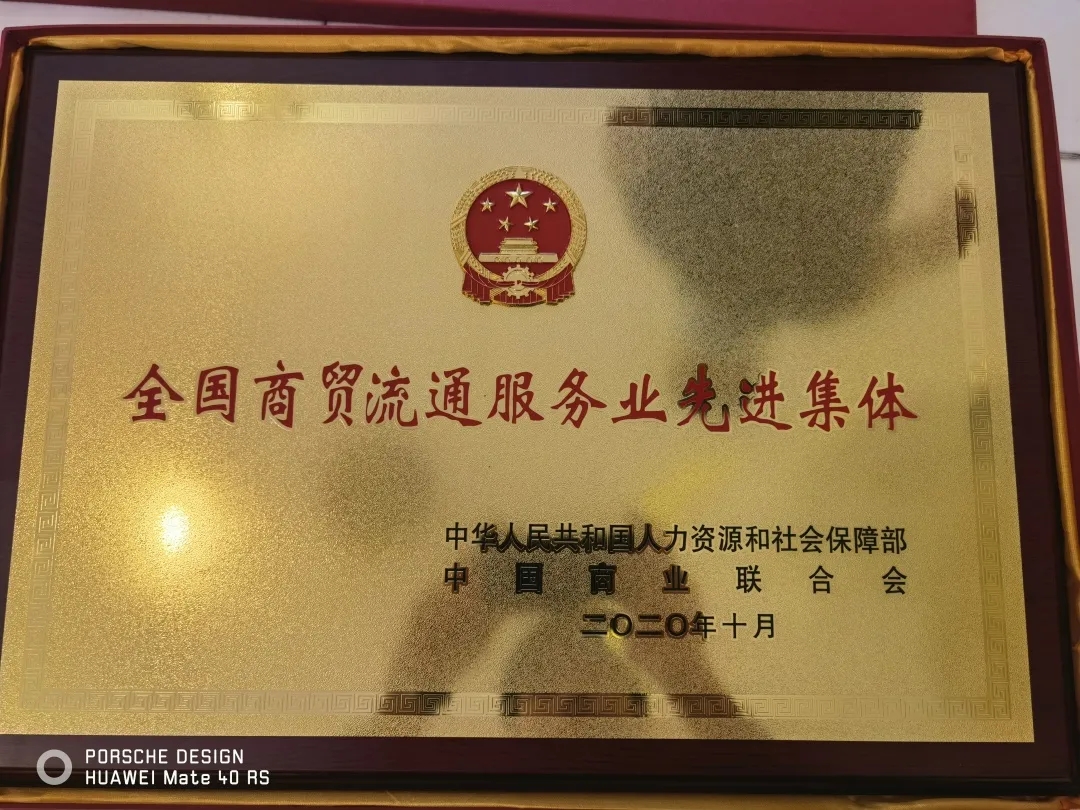 全国商贸流通服务业先进集体
中华人民共和国人力资源和社会保障部
中国商业联合会
二〇二〇年十月
PORSCHE DESIGN
HUAWEI Mate 40 RS